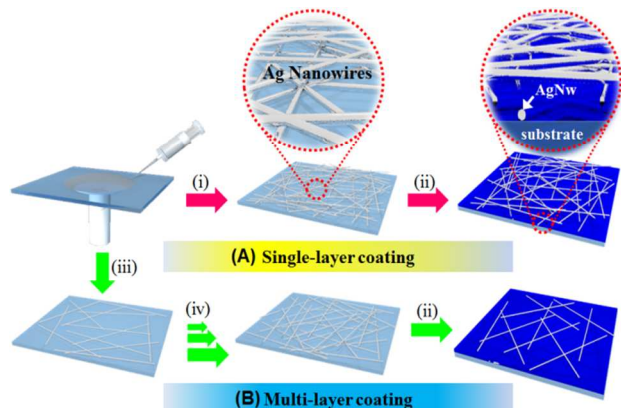 Ag Nanowires
AgNw
substrate
(i)
(ii)
(A) Single-layer coating
(iii)
(iv)
(ii)
(B) Multi-layer coating